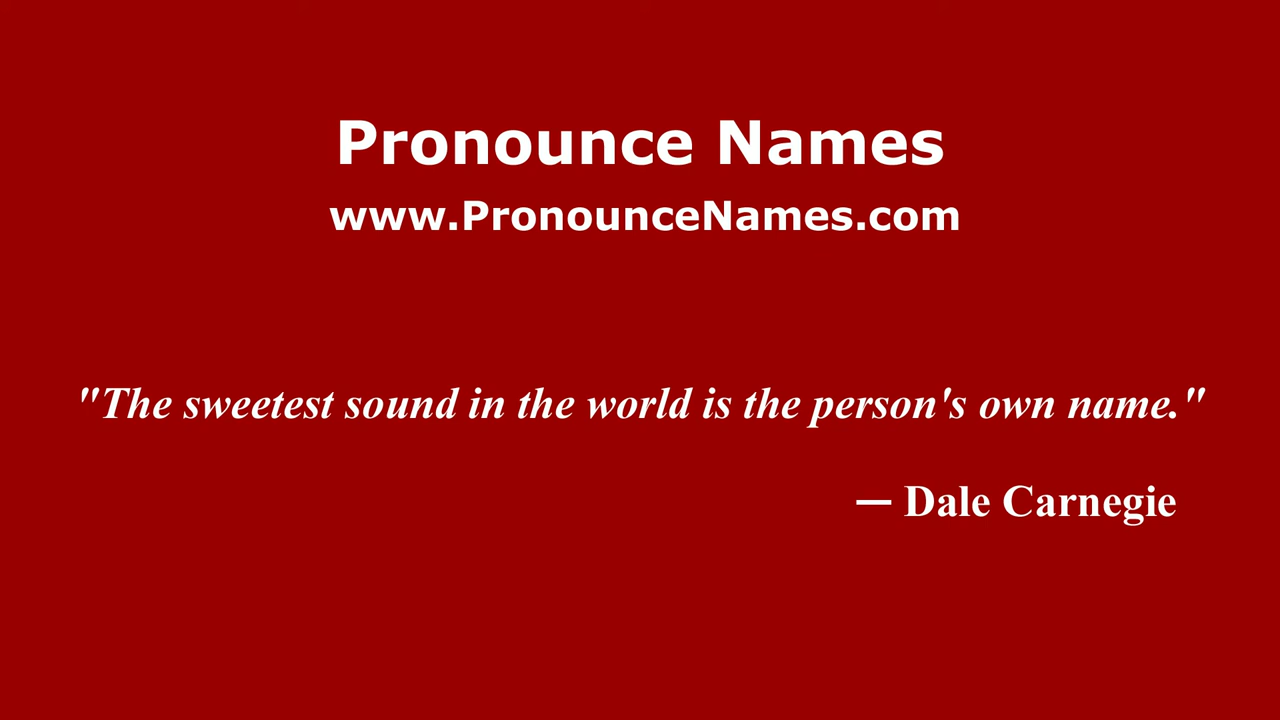 Pronounce Names
www.PronounceNames.com
"The sweetest sound in the world is the person's own name."
— Dale Carnegie